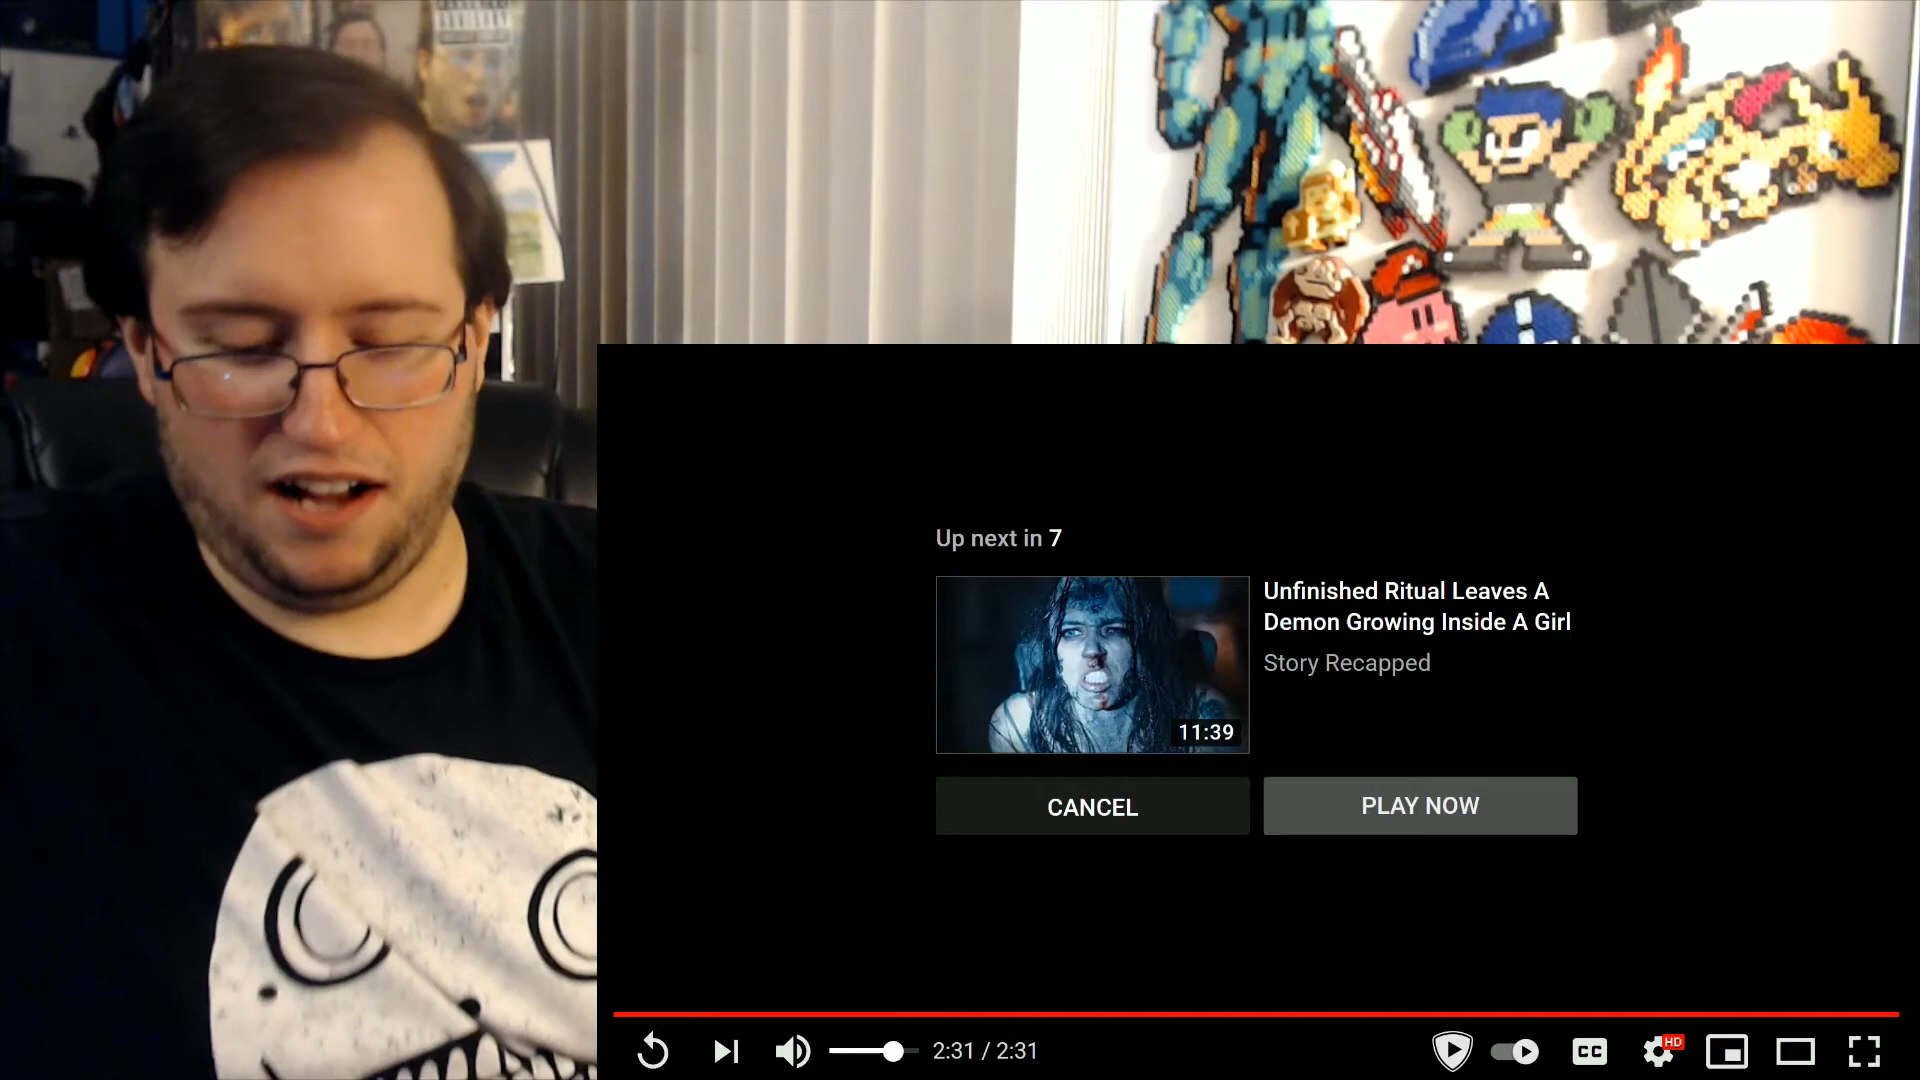 Up next in 7
Unfinished Ritual Leaves A
Demon Growing Inside A Girl
Story Recapped
11:39
CANCEL
PLAY NOW
2:31 / 2:31
CC
HD